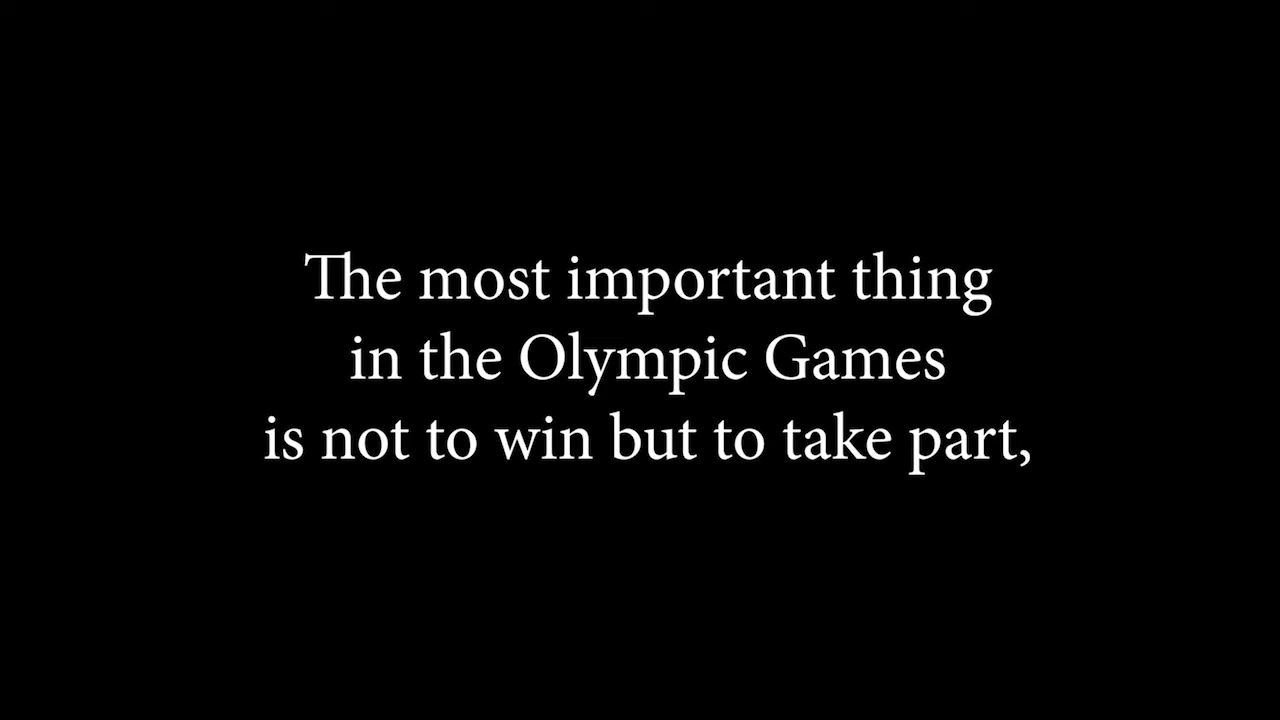 The most important thing
in the Olympic Games
is not to win but to take part,